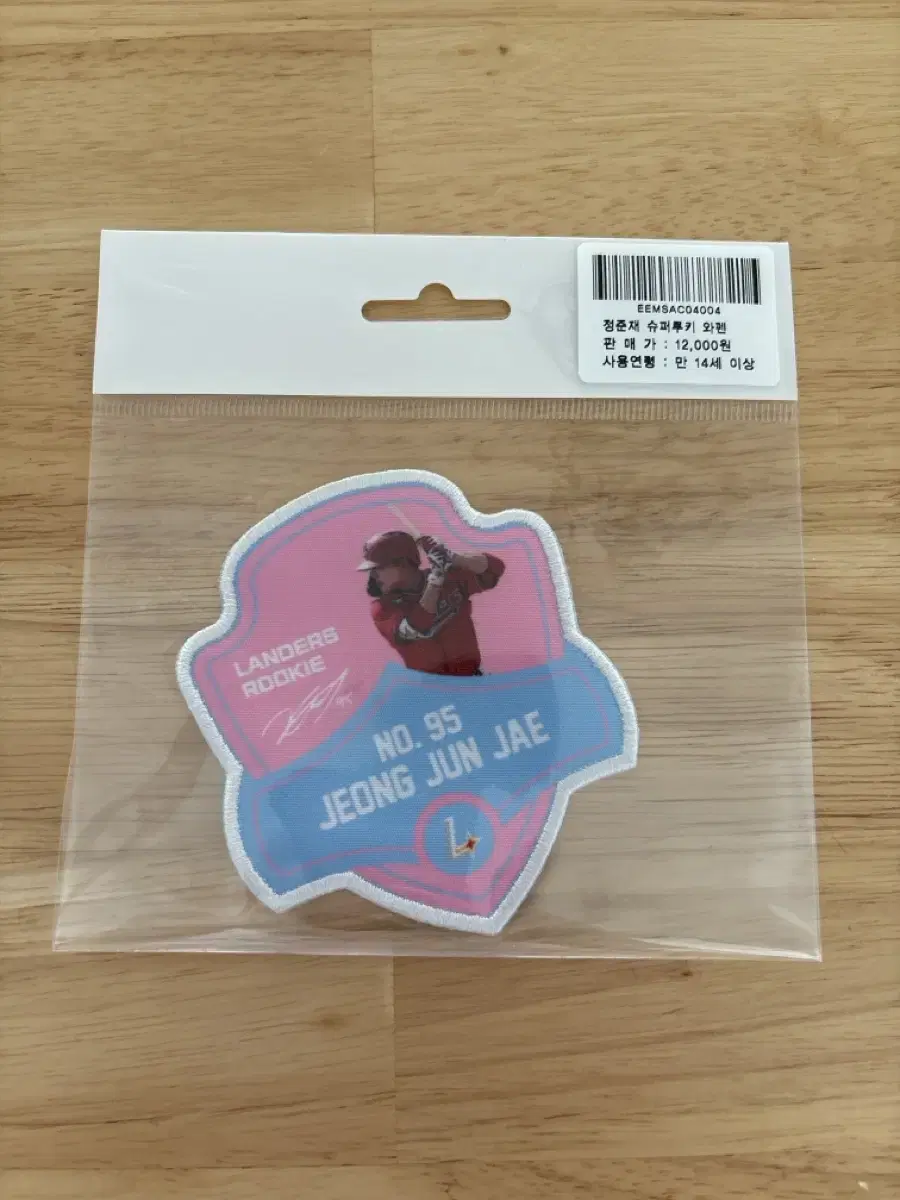 EEMSAC04004
정준재 슈퍼루키 와펜
판 매 가 : 12,000원
사용연령 : 만 14세 이상
LANDERS
ROOKIE
NO. 95
JEONG JUN JAE
L